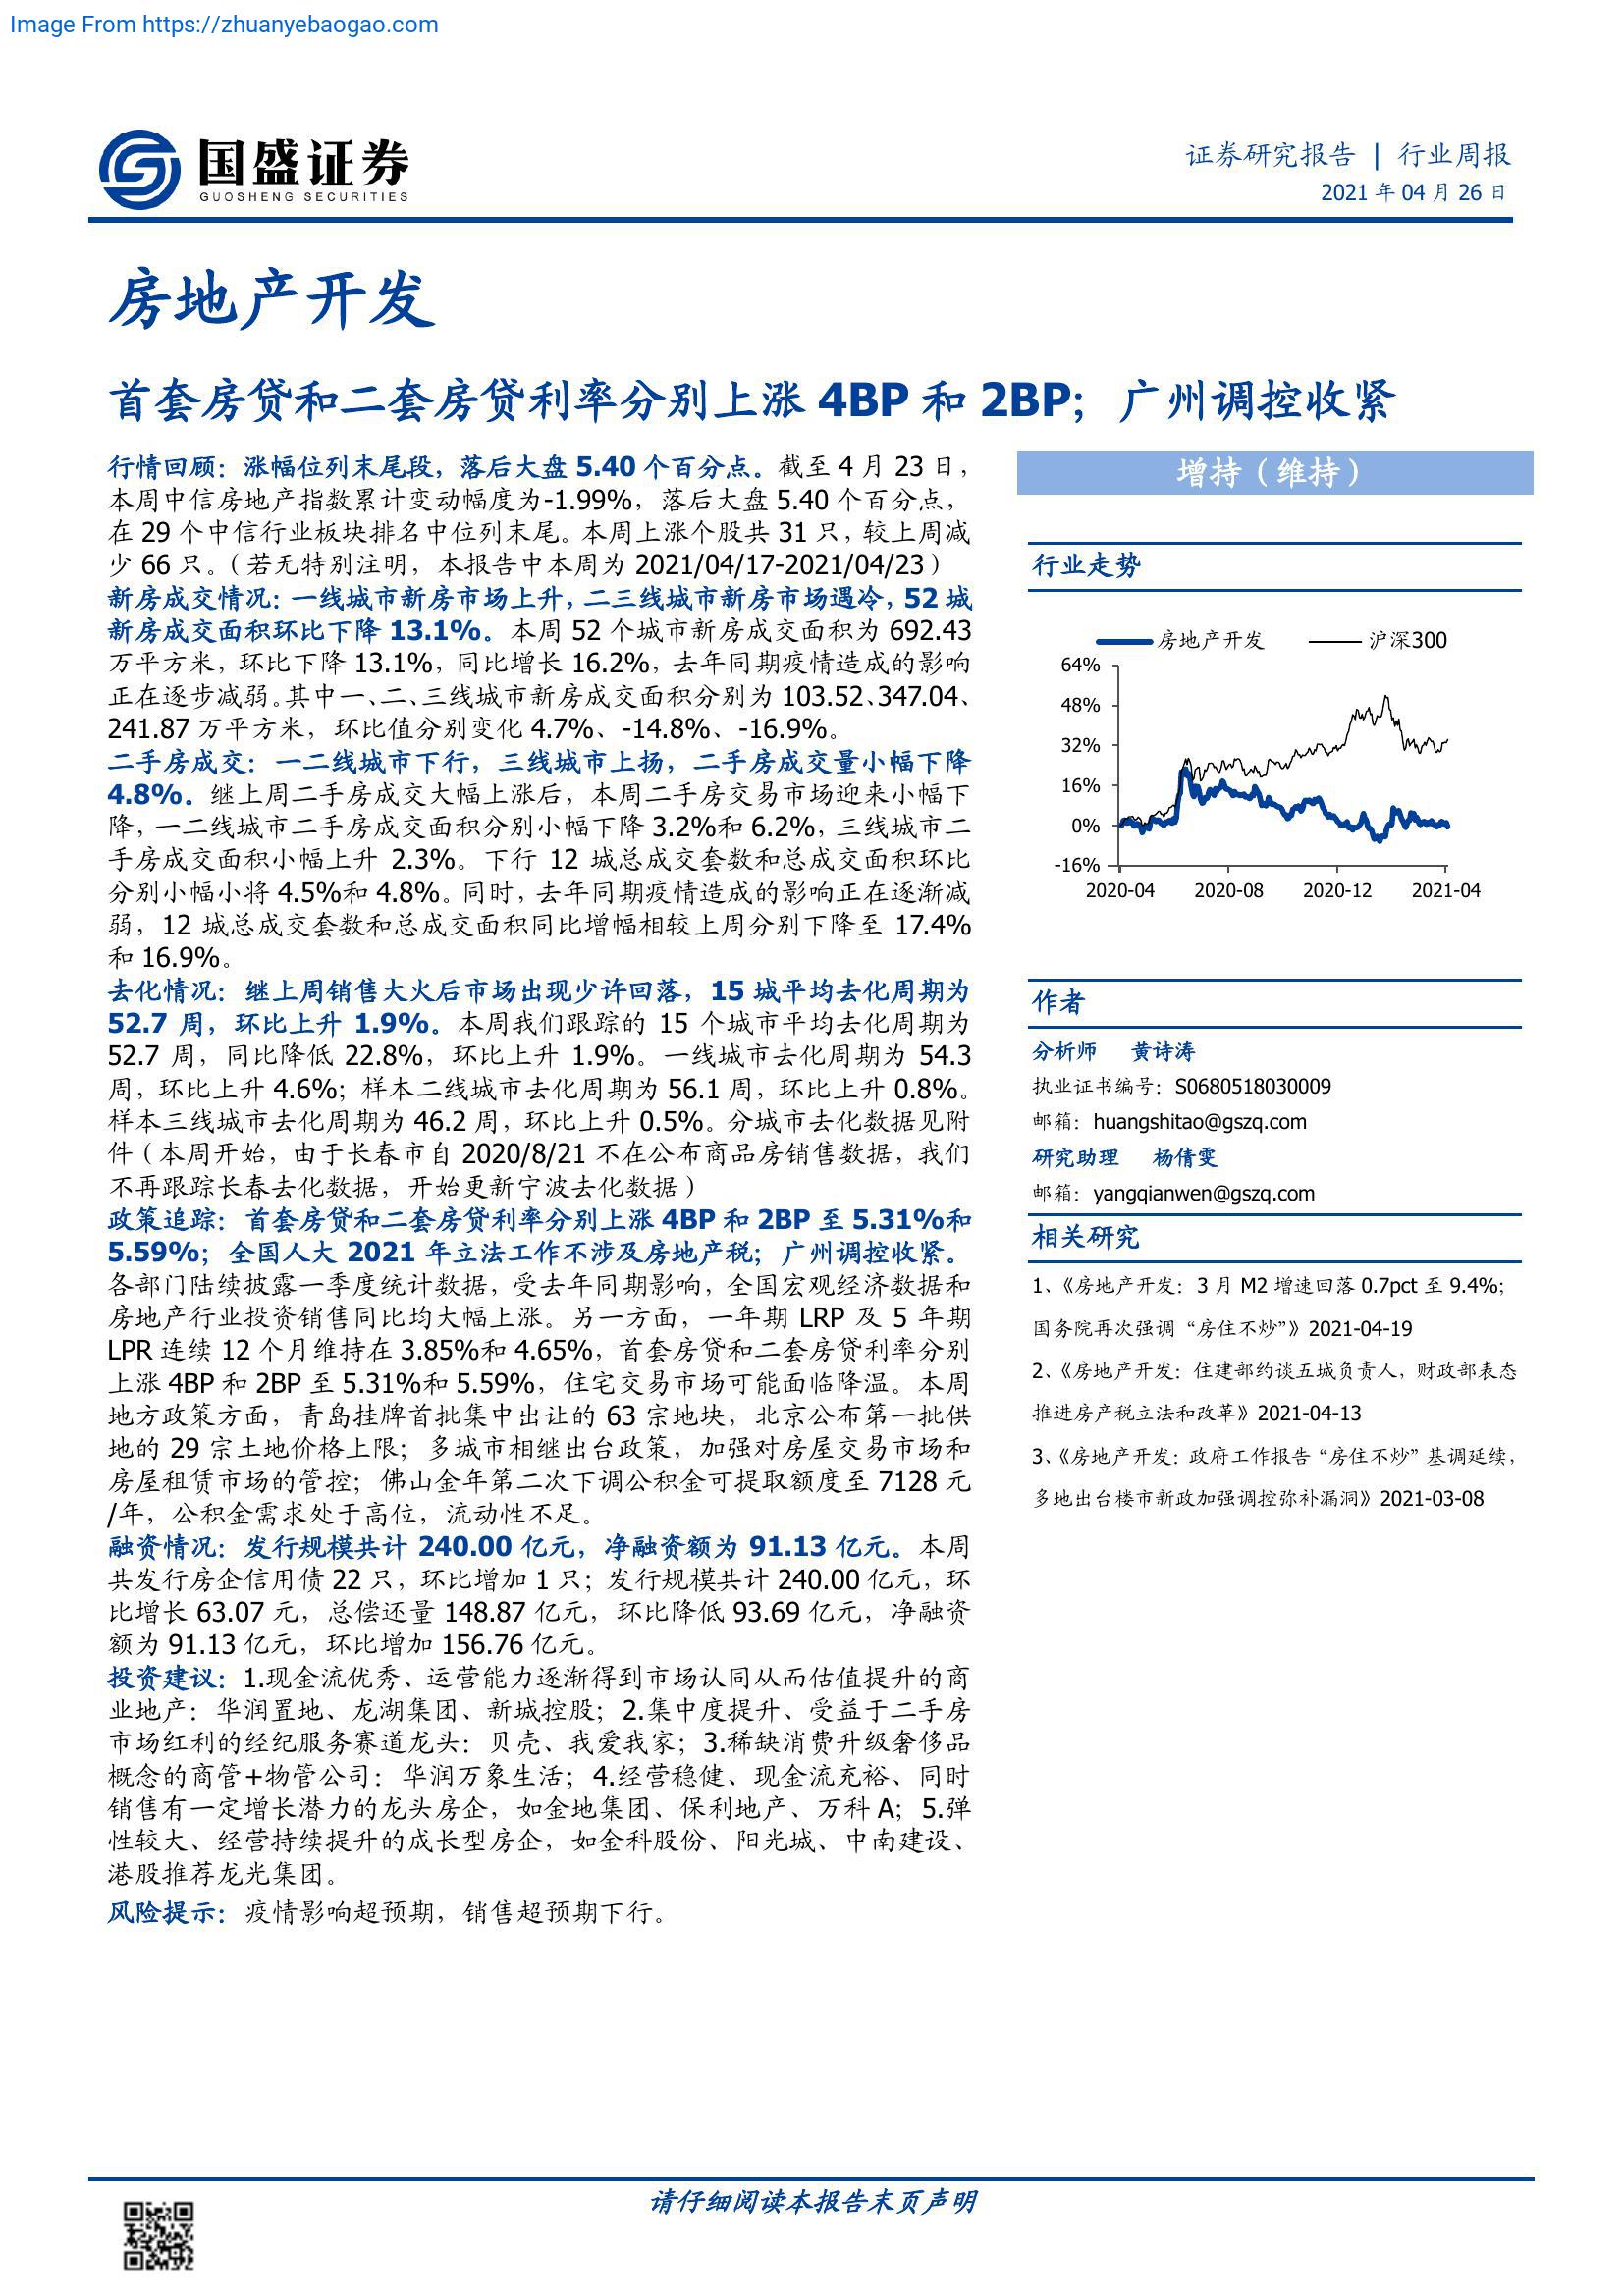 Image From https://zhuanyebaogao.com
国盛证券
GUOSHENG SECURITIES
证券研究报告 | 行业周报
2021 年 04 月 26 日
房地产开发
首套房贷和二套房贷利率分别上涨 4BP 和 2BP；广州调控收紧
行情回顾：涨幅位列末尾段，落后大盘 5.40 个百分点。截至 4 月 23 日，
本周中信房地产指数累计变动幅度为-1.99%，落后大盘 5.40 个百分点，
在 29 个中信行业板块排名中位列末尾。本周上涨个股共 31 只，较上周减
少 66 只。（若无特别注明，本报告中本周为 2021/04/17-2021/04/23）
新房成交情况：一线城市新房市场上升，二三线城市新房市场遇冷，52 城
新房成交面积环比下降 13.1%。本周 52 个城市新房成交面积为 692.43
万平方米，环比下降 13.1%，同比增长 16.2%，去年同期疫情造成的影响
正在逐步减弱。其中一、二、三线城市新房成交面积分别为 103.52、347.04、
241.87 万平方米，环比值分别变化 4.7%、-14.8%、-16.9%。
二手房成交：一二线城市下行，三线城市上扬，二手房成交量小幅下降
4.8%。继上周二手房成交大幅上涨后，本周二手房交易市场迎来小幅下
降，一二线城市二手房成交面积分别小幅下降 3.2%和 6.2%，三线城市二
手房成交面积小幅上升 2.3%。下行 12 城总成交套数和总成交面积环比
分别小幅小将 4.5%和 4.8%。同时，去年同期疫情造成的影响正在逐渐减
弱，12 城总成交套数和总成交面积同比增幅相较上周分别下降至 17.4%
和 16.9%。
去化情况：继上周销售大火后市场出现少许回落，15 城平均去化周期为
52.7 周，环比上升 1.9%。本周我们跟踪的 15 个城市平均去化周期为
52.7 周，同比降低 22.8%，环比上升 1.9%。一线城市去化周期为 54.3
周，环比上升 4.6%；样本二线城市去化周期为 56.1 周，环比上升 0.8%。
样本三线城市去化周期为 46.2 周，环比上升 0.5%。分城市去化数据见附
件（本周开始，由于长春市自 2020/8/21 不在公布商品房销售数据，我们
不再跟踪长春去化数据，开始更新宁波去化数据）
政策追踪：首套房贷和二套房贷利率分别上涨 4BP 和 2BP 至 5.31%和
5.59%；全国人大 2021 年立法工作不涉及房地产税；广州调控收紧。
各部门陆续披露一季度统计数据，受去年同期影响，全国宏观经济数据和
房地产行业投资销售同比均大幅上涨。另一方面，一年期 LRP 及 5 年期
LPR 连续 12 个月维持在 3.85%和 4.65%，首套房贷和二套房贷利率分别
上涨 4BP 和 2BP 至 5.31%和 5.59%，住宅交易市场可能面临降温。本周
地方政策方面，青岛挂牌首批集中出让的 63 宗地块，北京公布第一批供
地的 29 宗土地价格上限；多城市相继出台政策，加强对房屋交易市场和
房屋租赁市场的管控；佛山金年第二次下调公积金可提取额度至 7128 元
/年，公积金需求处于高位，流动性不足。
融资情况：发行规模共计 240.00 亿元，净融资额为 91.13 亿元。本周
共发行房企信用债 22 只，环比增加 1 只；发行规模共计 240.00 亿元，环
比增长 63.07 元，总偿还量 148.87 亿元，环比降低 93.69 亿元，净融资
额为 91.13 亿元，环比增加 156.76 亿元。
投资建议：1.现金流优秀、运营能力逐渐得到市场认同从而估值提升的商
业地产：华润置地、龙湖集团、新城控股；2.集中度提升、受益于二手房
市场红利的经纪服务赛道龙头：贝壳、我爱我家；3.稀缺消费升级奢侈品
概念的商管+物管公司：华润万象生活；4.经营稳健、现金流充裕、同时
销售有一定增长潜力的龙头房企，如金地集团、保利地产、万科 A；5.弹
性较大、经营持续提升的成长型房企，如金科股份、阳光城、中南建设、
港股推荐龙光集团。
风险提示：疫情影响超预期，销售超预期下行。
增持（维持）
行业走势
房地产开发 沪深300
64%
48%
32%
16%
0%
-16%
2020-04 2020-08 2020-12 2021-04
作者
分析师 黄诗涛
执业证书编号：S0680518030009
邮箱：huangshitao@gszq.com
研究助理 杨倩雯
邮箱：yangqianwen@gszq.com
相关研究
1、《房地产开发：3 月 M2 增速回落 0.7pct 至 9.4%；
国务院再次强调“房住不炒”》2021-04-19
2、《房地产开发：住建部约谈五城负责人，财政部表态
推进房产税立法和改革》2021-04-13
3、《房地产开发：政府工作报告“房住不炒”基调延续，
多地出台楼市新政加强调控弥补漏洞》2021-03-08
请仔细阅读本报告末页声明